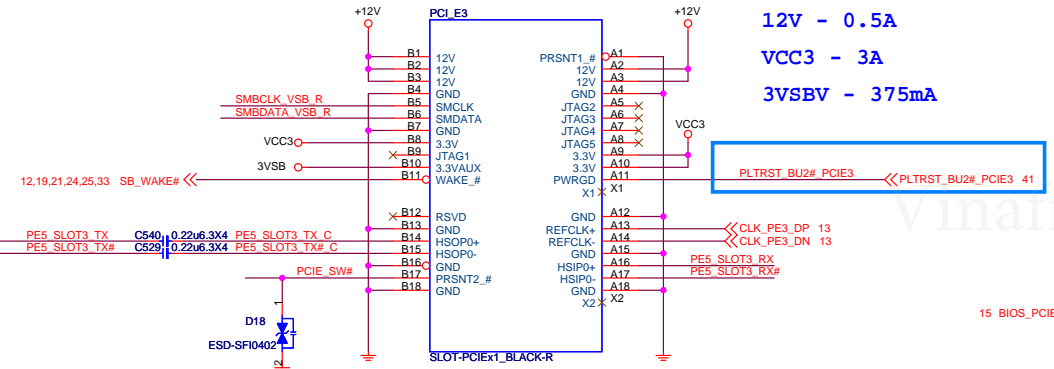 +12V PCI_E3 +12V 12V - 0.5A
B1 12V PRSNT1_# A1
B2 12V 12V A2 VCC3 - 3A
B3 12V 12V A3
B4 GND GND A4 3VSBV - 375mA
SMBCLK_VSB_R B5 SMCLK JTAG2 A5
SMBDATA_VSB_R B6 SMDATA JTAG3 A6
B7 GND JTAG4 A7 VCC3
VCC3 B8 3.3V JTAG5 A8
B9 JTAG1 3.3V A9
3VSB B10 3.3VAUX 3.3V A10
12,19,21,24,25,33 SB_WAKE# B11 WAKE_# PWRGD A11 PLTRST_BU2#_PCIE3 PLTRST_BU2#_PCIE3 41
X1 X1
B12 RSVD GND A12
B13 GND REFCLK+ A13 CLK_PE3_DP 13
PE5_SLOT3_TX C540 0.22u6.3X4 PE5_SLOT3_TX_C B14 HSOP0+ REFCLK- A14 CLK_PE3_DN 13
PE5_SLOT3_TX# C529 0.22u6.3X4 PE5_SLOT3_TX#_C B15 HSOP0- GND A15
B16 GND HSIP0+ A16 PE5_SLOT3_RX
PCIE_SW# B17 PRSNT2_# HSIP0- A17 PE5_SLOT3_RX#
B18 GND GND A18
X2 X2
1
15 BIOS_PCIE
D18
ESD-SFI0402
2
SLOT-PCIEx1_BLACK-R
Vinafi